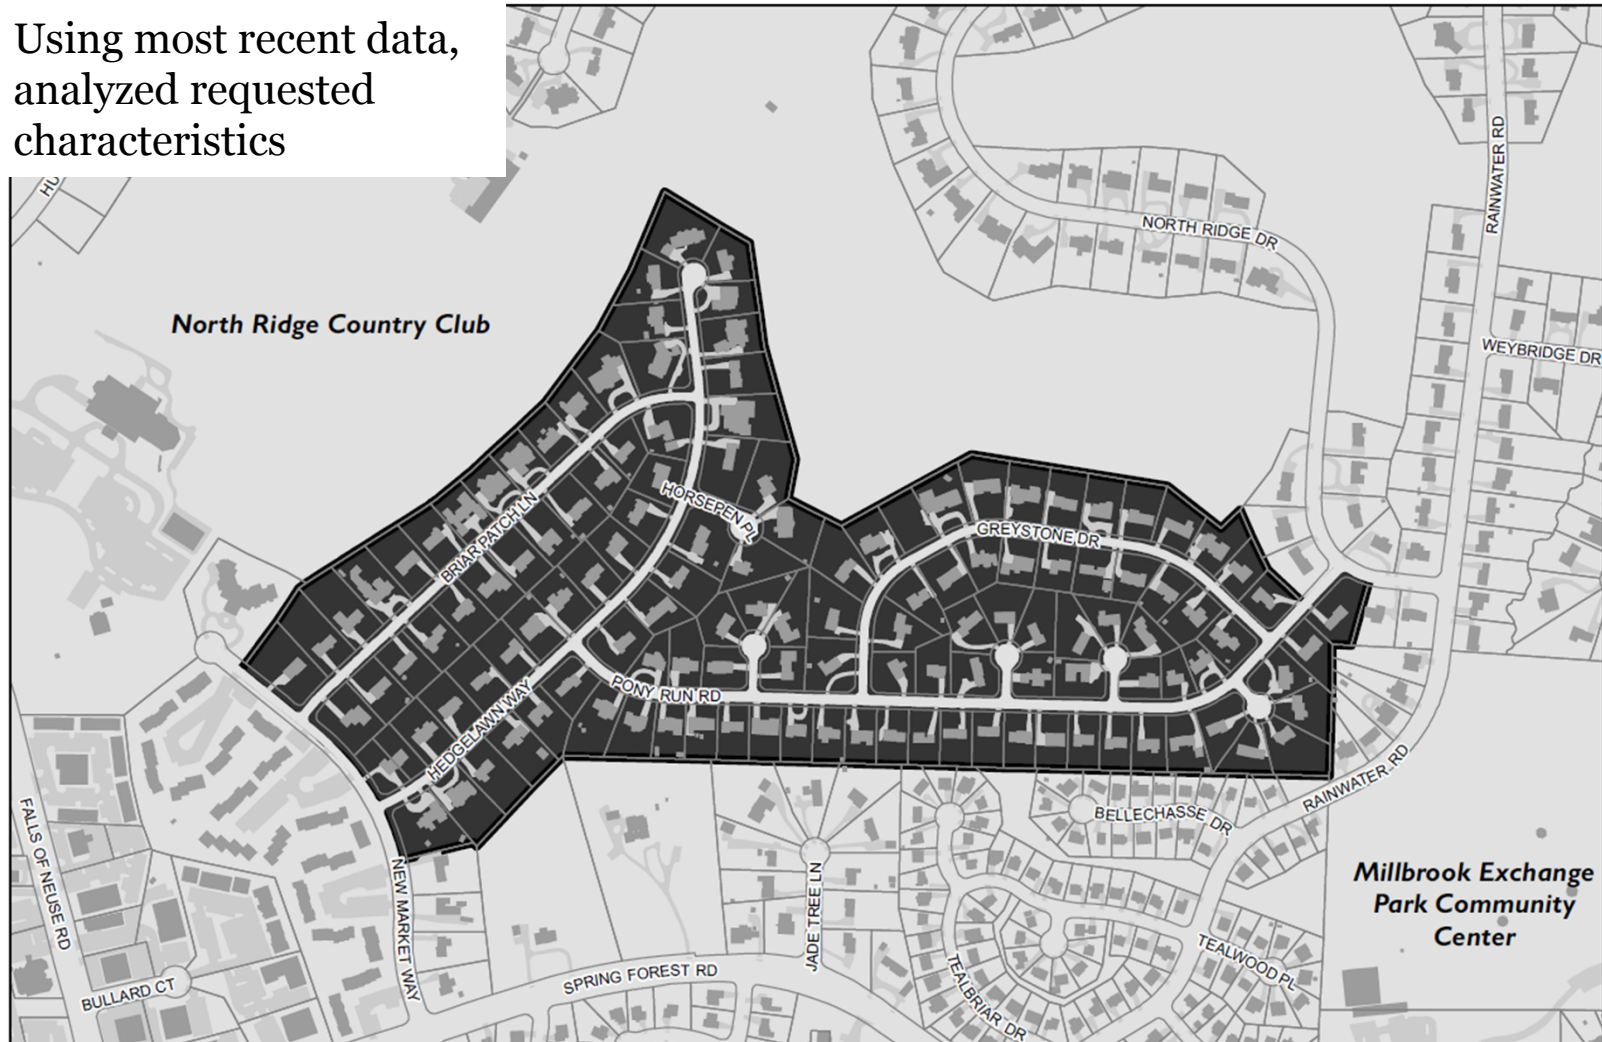 Using most recent data,
analyzed requested
characteristics
HU
RAINWATER RD
NORTH RIDGE DR
North Ridge Country Club
WEYBRIDGE DR
HORSEPEN PL
BRIAR PATCH LN
GREYSTONE DR
PONY RUN RD
HEDGELAWN WAY
RAINWATER RD
BELLECHASSE DR
FALLS OF NEUSE RD
NEW MARKET WAY
JADE TREE LN
Millbrook Exchange
Park Community
Center
TEALWOOD PL
SPRING FOREST RD
BULLARD CT
TEALBRIAR DR